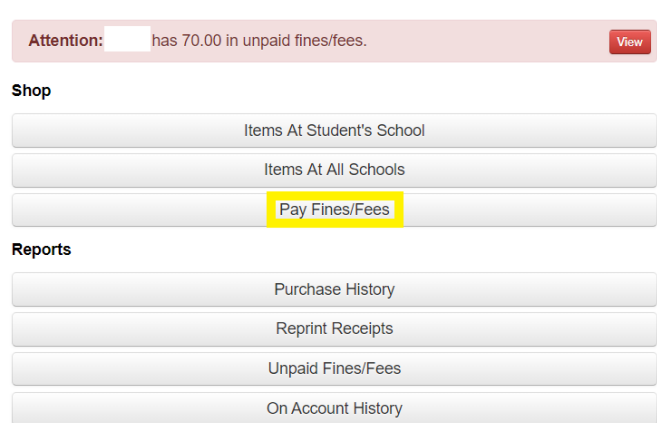 Attention: has 70.00 in unpaid fines/fees.
View
Shop
Items At Student's School
Items At All Schools
Pay Fines/Fees
Reports
Purchase History
Reprint Receipts
Unpaid Fines/Fees
On Account History